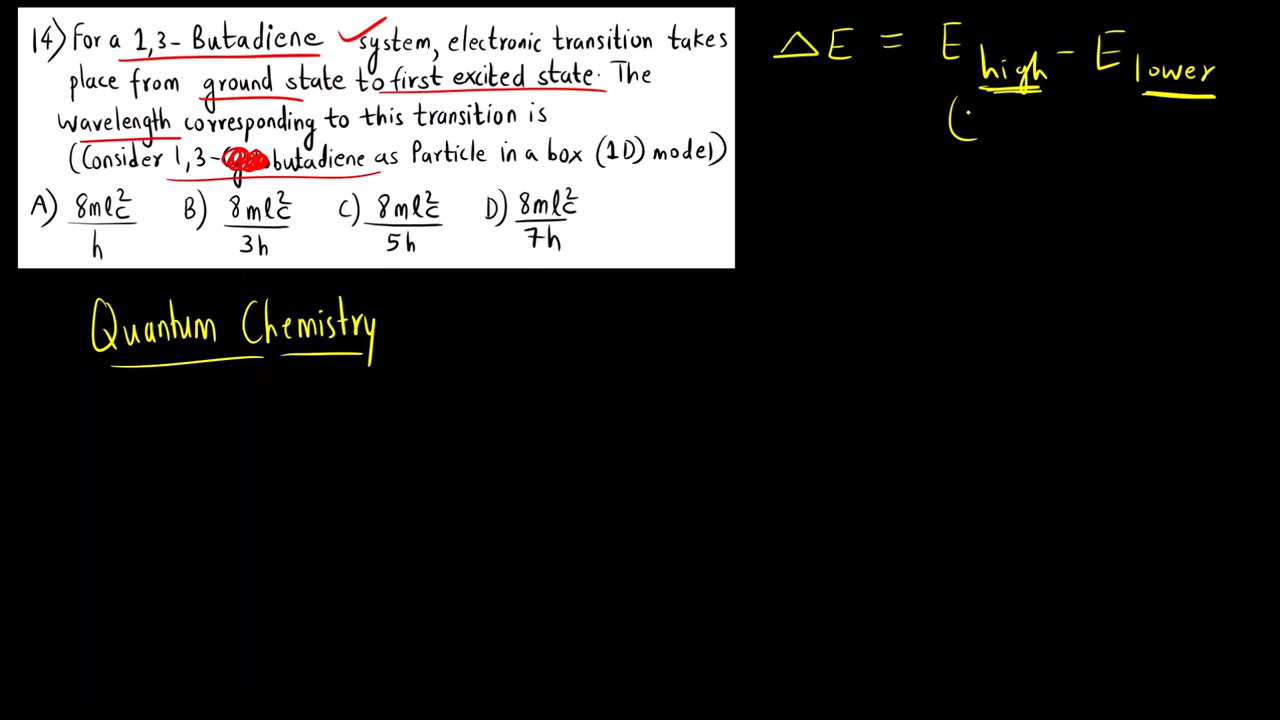 14) For a 1,3-Butadiene system, electronic transition takes
place from ground state to first excited state. The
wavelength corresponding to this transition is
(Consider 1,3- butadiene as Particle in a box (1D) model)
A) 8ml²c/h B) 8ml²c/3h C) 8ml²c/5h D) 8ml²c/7h
ΔE = E high - E lower
(
Quantum Chemistry